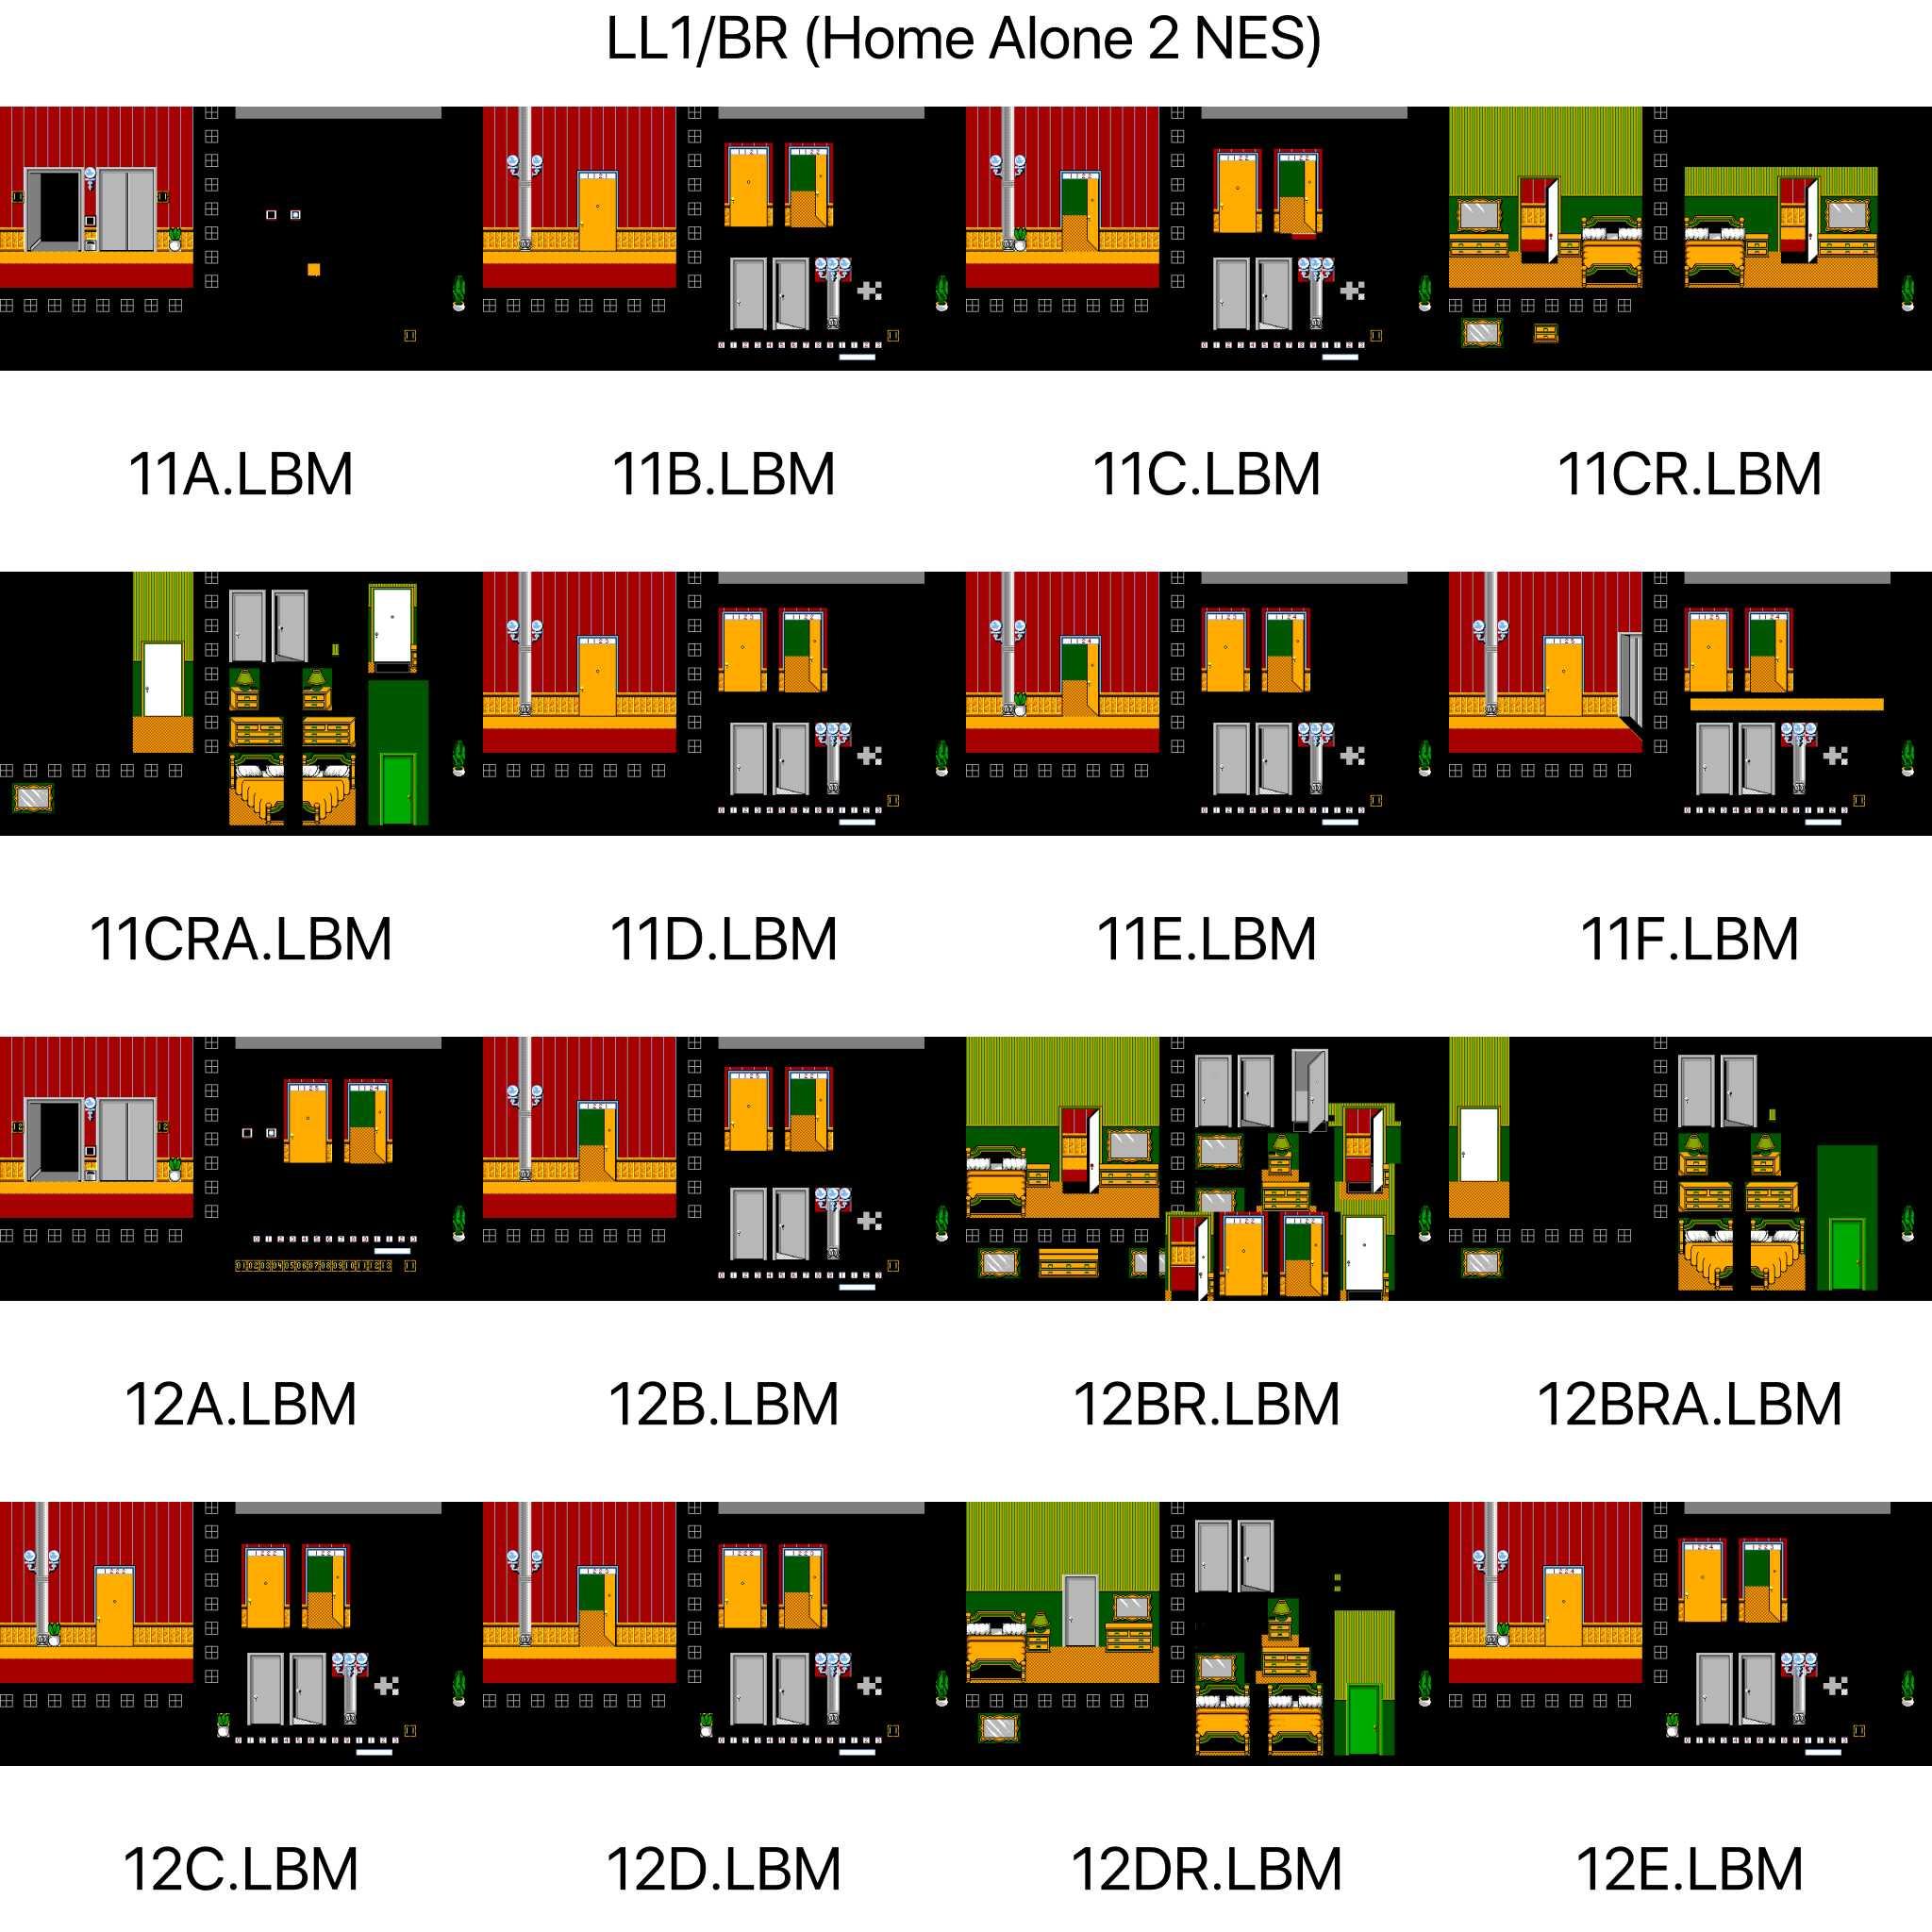 LL1/BR (Home Alone 2 NES)
11A.LBM 11B.LBM 11C.LBM 11CR.LBM
11CRA.LBM 11D.LBM 11E.LBM 11F.LBM
12A.LBM 12B.LBM 12BR.LBM 12BRA.LBM
12C.LBM 12D.LBM 12DR.LBM 12E.LBM